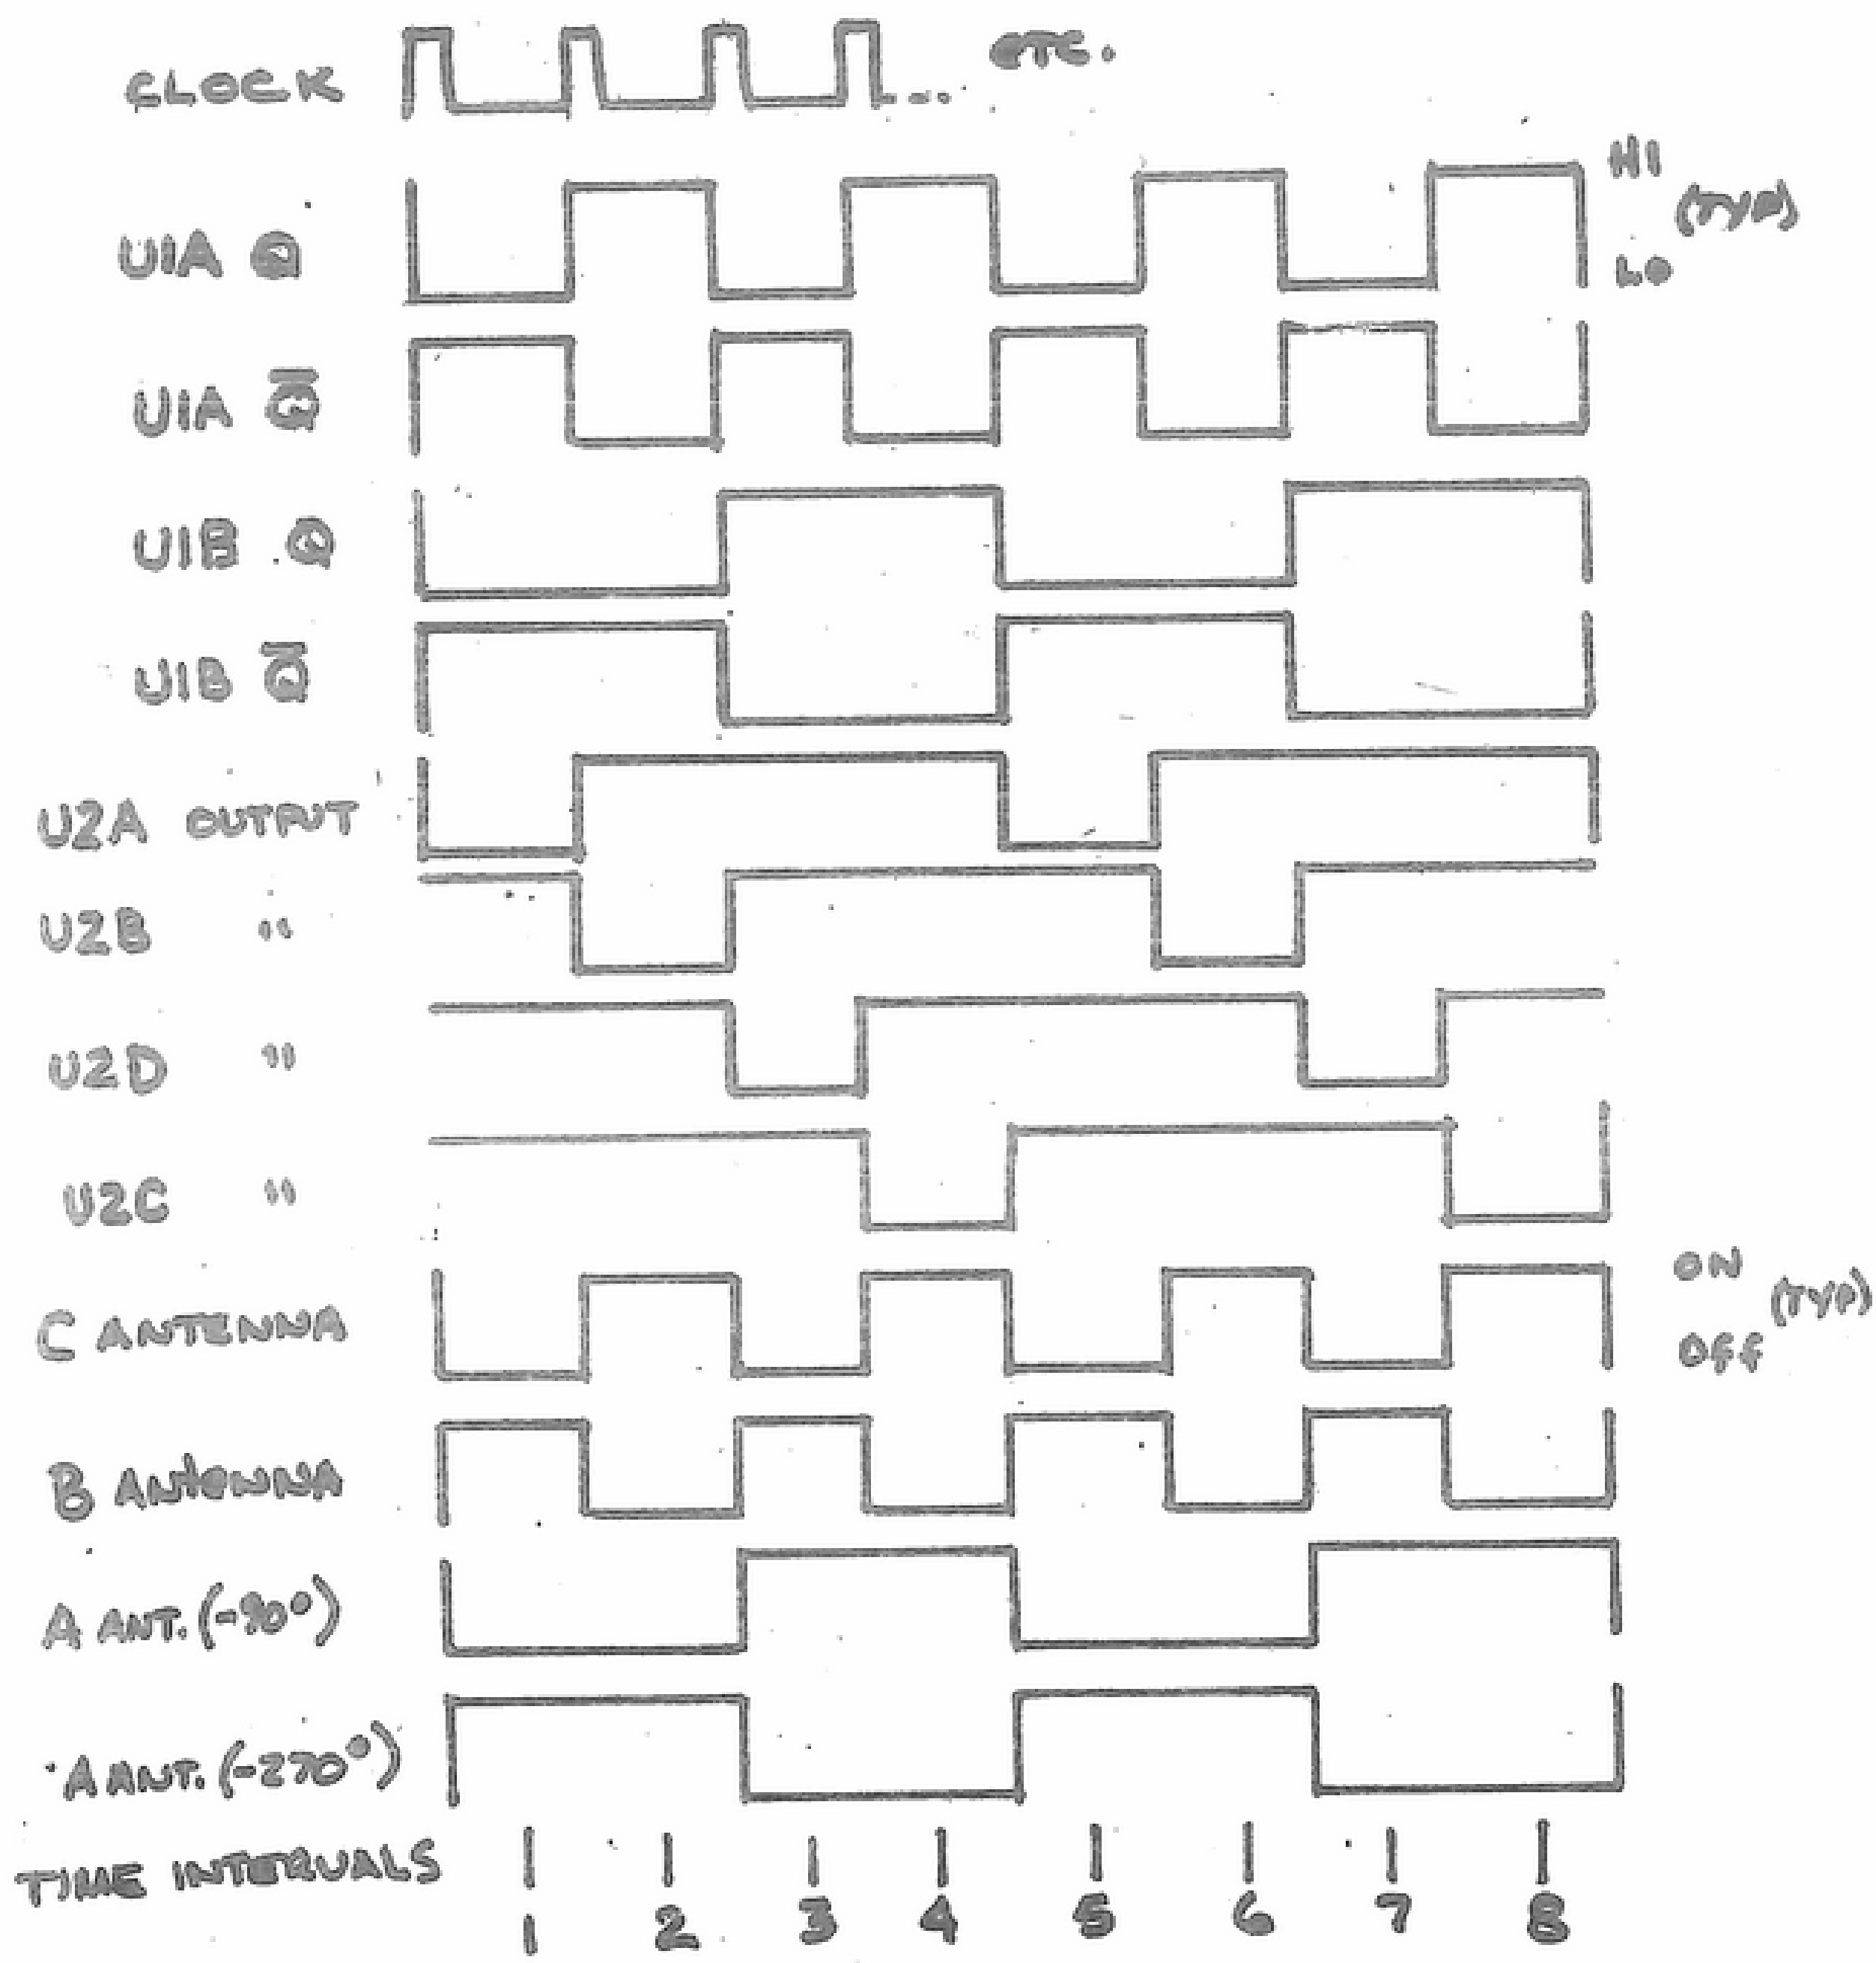 CLOCK etc.
U1A Q HI (TYP) LO
U1A Q̅
U1B Q
U1B Q̅
U2A OUTPUT
U2B "
U2D "
U2C "
C ANTENNA ON (TYP) OFF
B ANTENNA
A ANT. (-90°)
A ANT. (-270°)
TIME INTERVALS
1 2 3 4 5 6 7 8